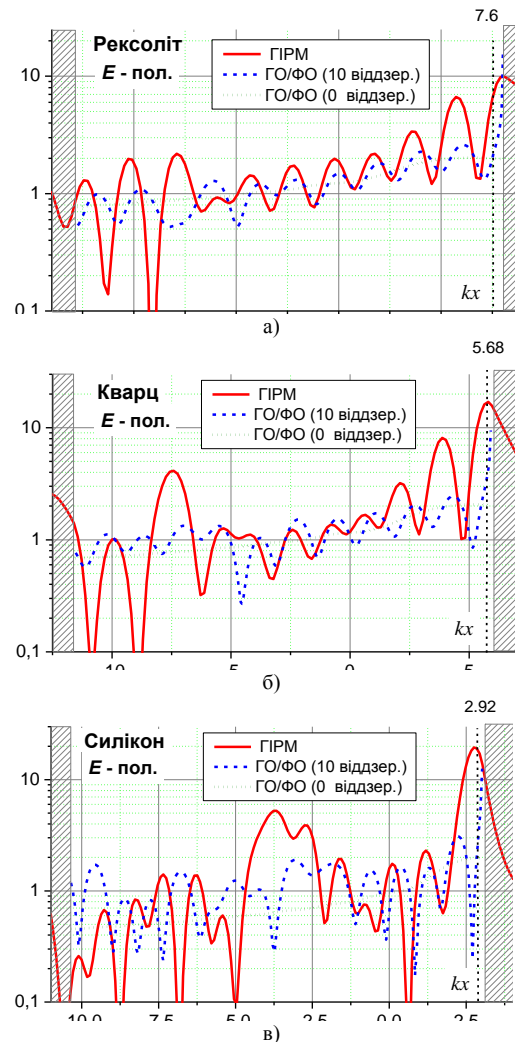 7.6
Рексоліт
E - пол.
ГІРМ
ГО/ФО (10 віддзер.)
ГО/ФО (0 віддзер.)
10
1
0,1
kx
а)
5.68
Кварц
E - пол.
ГІРМ
ГО/ФО (10 віддзер.)
ГО/ФО (0 віддзер.)
10
1
0,1
kx
-10 -5 0 5
б)
2.92
Силікон
E - пол.
ГІРМ
ГО/ФО (10 віддзер.)
ГО/ФО (0 віддзер.)
10
1
0,1
kx
-10.0 -7.5 -5.0 -2.5 0.0 2.5
в)